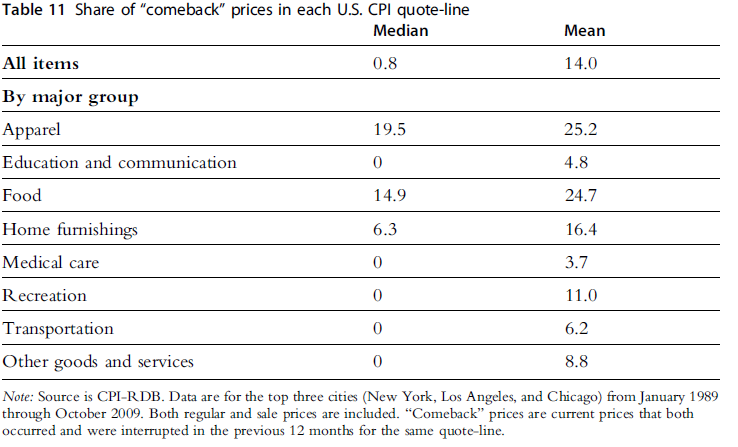 Table 11 Share of “comeback” prices in each U.S. CPI quote-line
Median Mean
All items 0.8 14.0
By major group
Apparel 19.5 25.2
Education and communication 0 4.8
Food 14.9 24.7
Home furnishings 6.3 16.4
Medical care 0 3.7
Recreation 0 11.0
Transportation 0 6.2
Other goods and services 0 8.8
Note: Source is CPI-RDB. Data are for the top three cities (New York, Los Angeles, and Chicago) from January 1989
through October 2009. Both regular and sale prices are included. “Comeback” prices are current prices that both
occurred and were interrupted in the previous 12 months for the same quote-line.